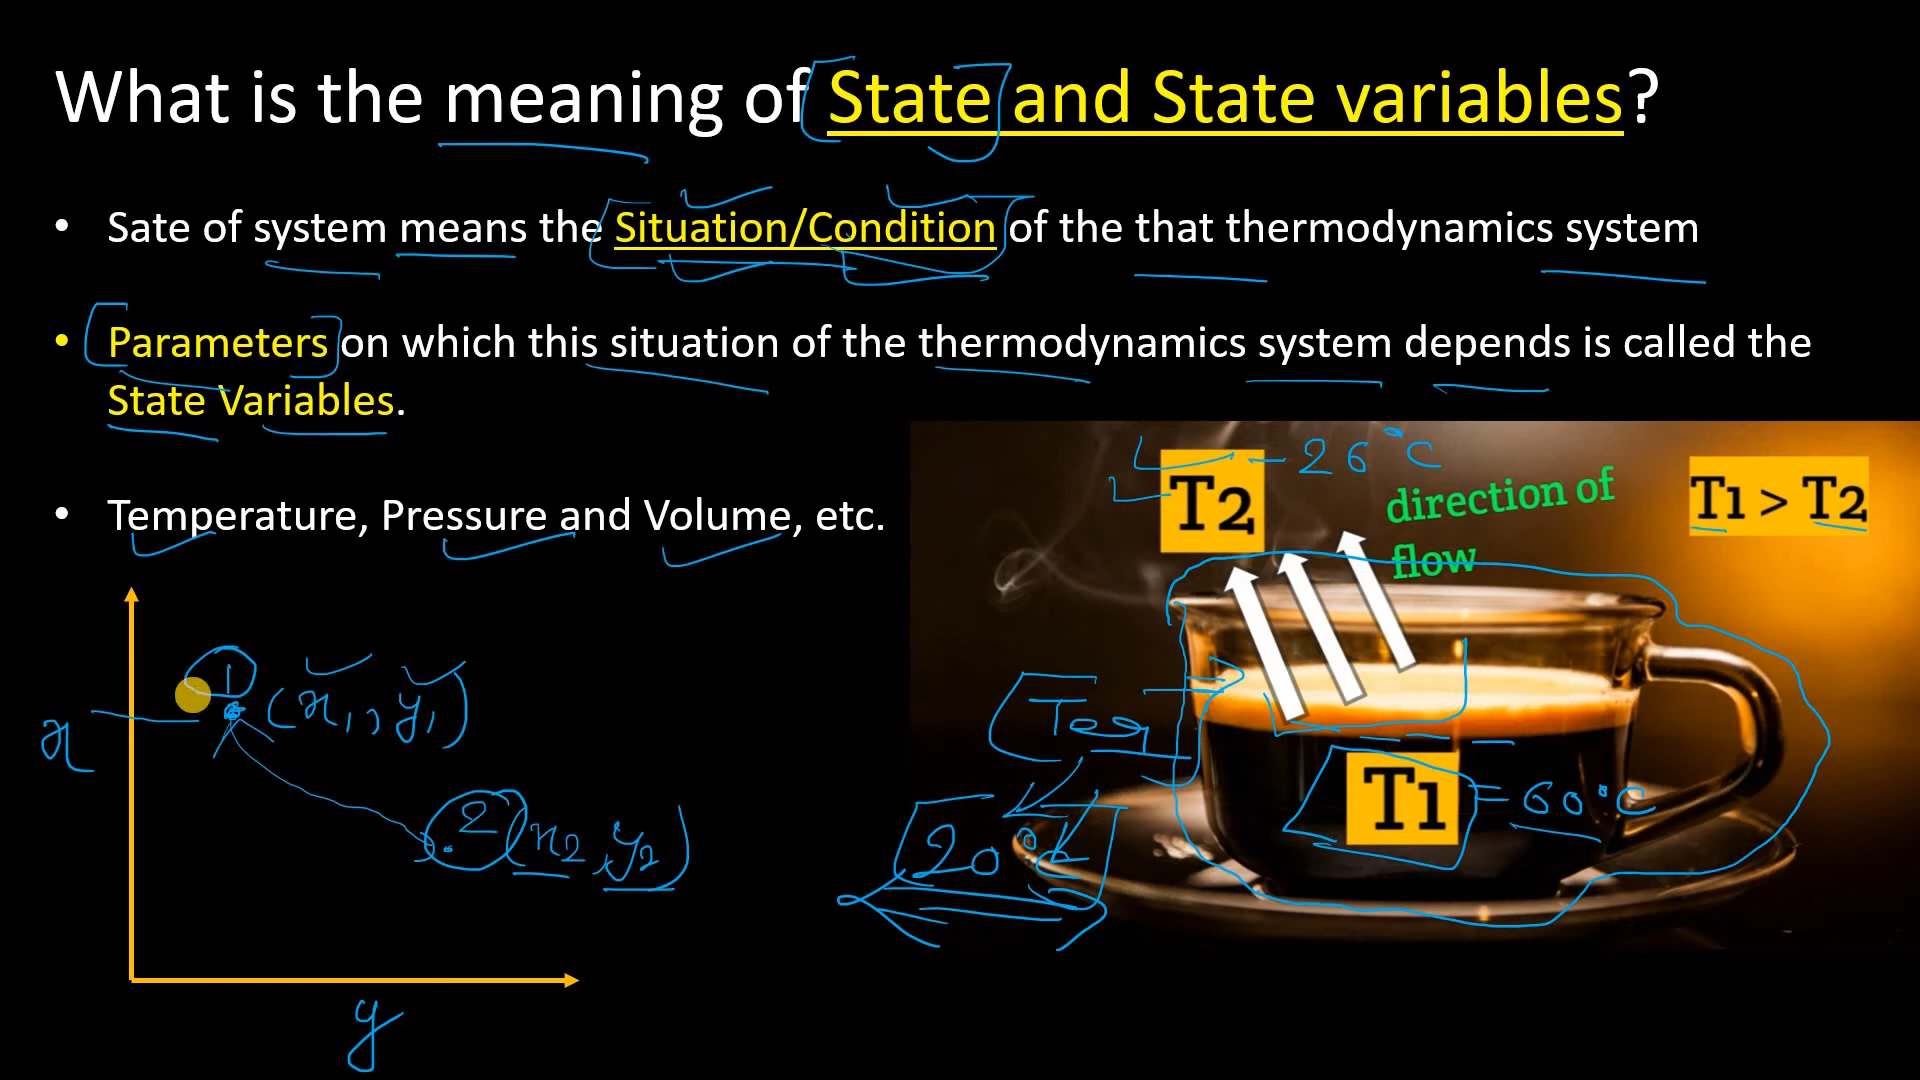 What is the meaning of State and State variables?
• Sate of system means the Situation/Condition of the that thermodynamics system
• Parameters on which this situation of the thermodynamics system depends is called the
State Variables.
• Temperature, Pressure and Volume, etc.
T2 - 26°C
direction of
flow
T1 > T2
T1 = 60°C
Teq
20°C
1 (x1, y1)
2 (x2, y2)
x
y